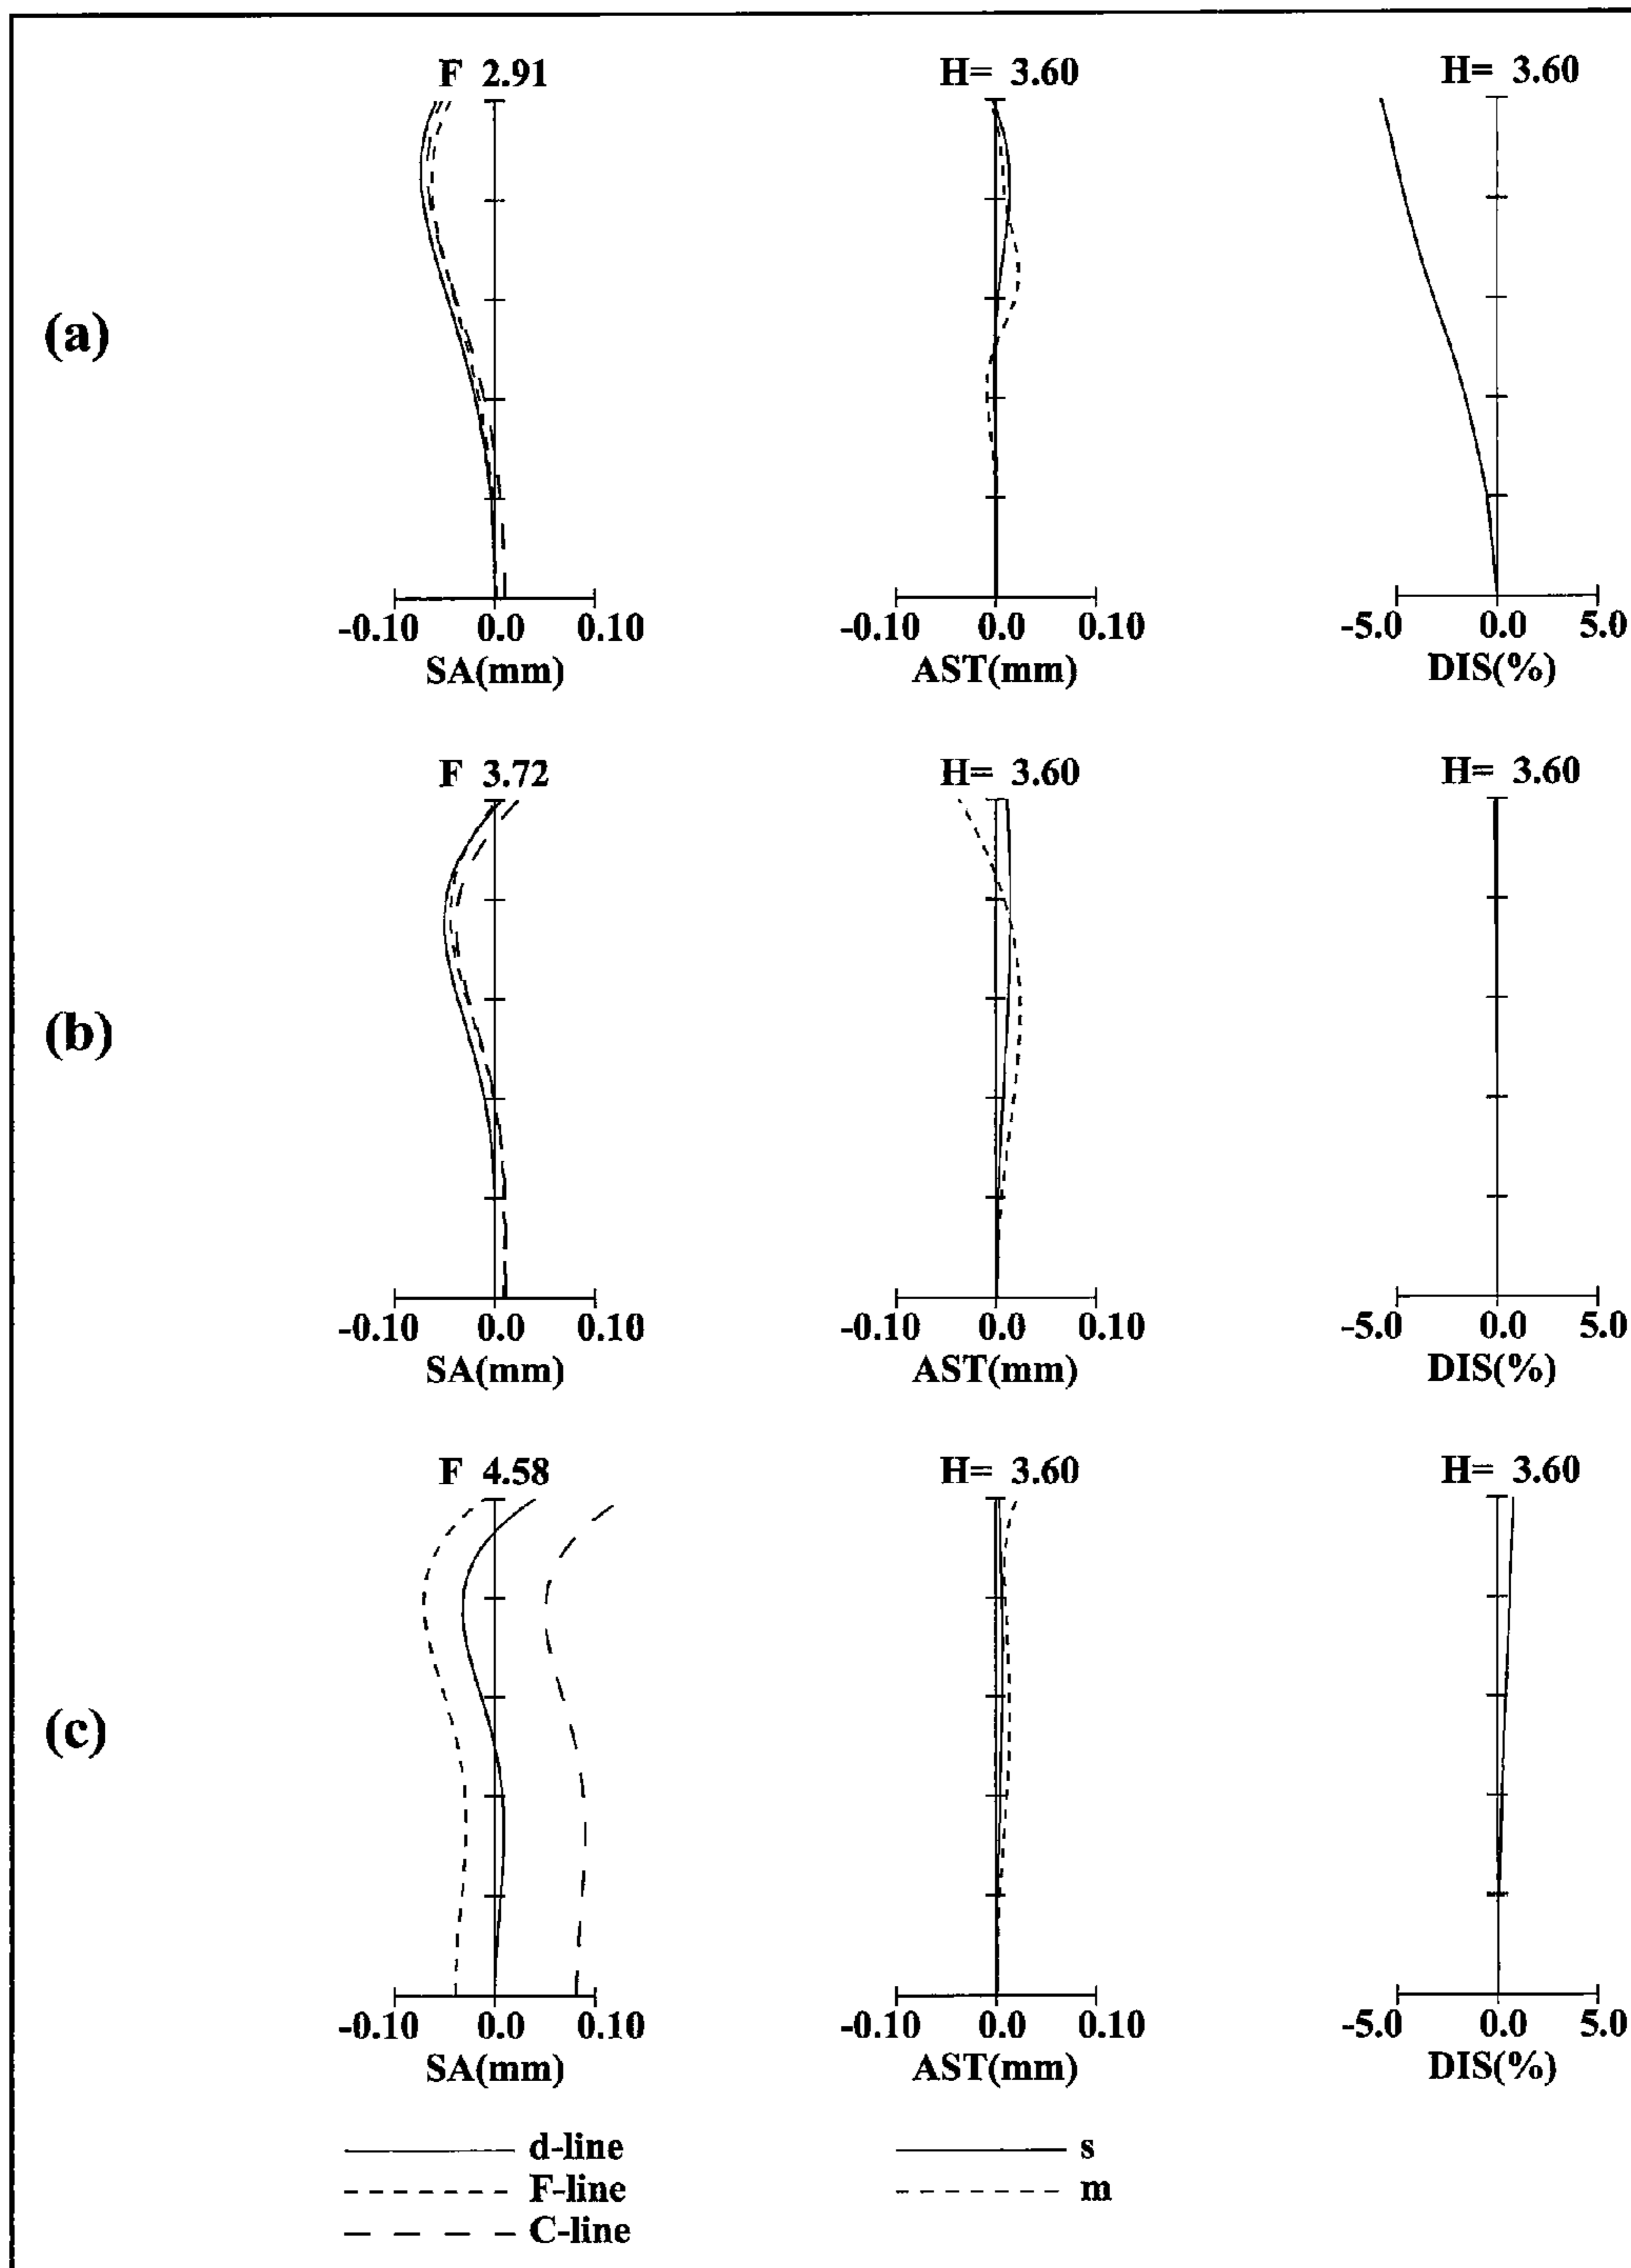 F 2.91 H= 3.60 H= 3.60
(a)
-0.10 0.0 0.10 -0.10 0.0 0.10 -5.0 0.0 5.0
SA(mm) AST(mm) DIS(%)
F 3.72 H= 3.60 H= 3.60
(b)
-0.10 0.0 0.10 -0.10 0.0 0.10 -5.0 0.0 5.0
SA(mm) AST(mm) DIS(%)
F 4.58 H= 3.60 H= 3.60
(c)
-0.10 0.0 0.10 -0.10 0.0 0.10 -5.0 0.0 5.0
SA(mm) AST(mm) DIS(%)
d-line s
F-line m
C-line